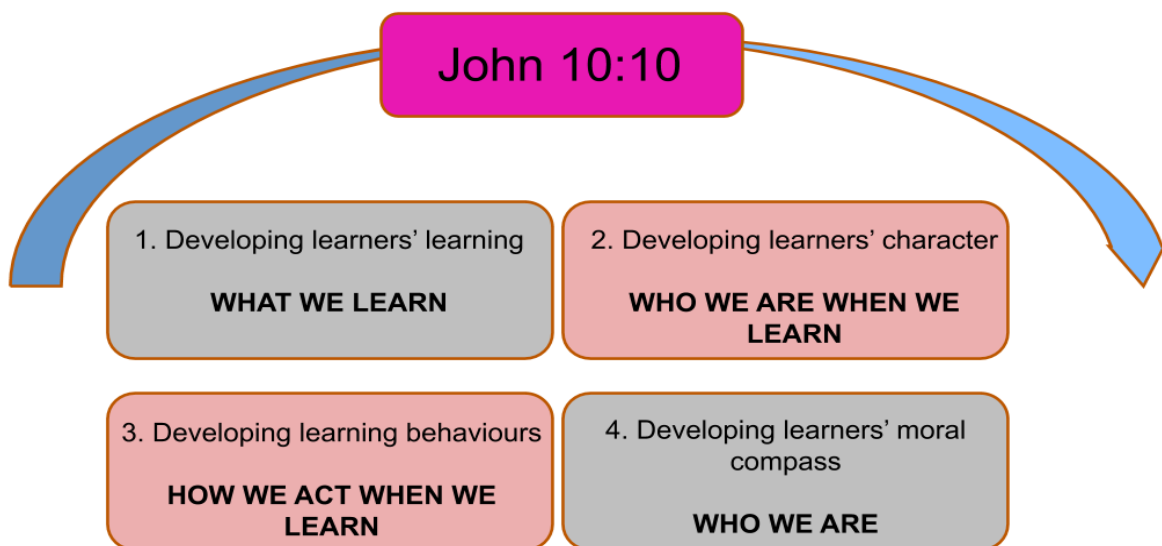 John 10:10
1. Developing learners’ learning
WHAT WE LEARN
2. Developing learners’ character
WHO WE ARE WHEN WE
LEARN
3. Developing learning behaviours
HOW WE ACT WHEN WE
LEARN
4. Developing learners’ moral
compass
WHO WE ARE